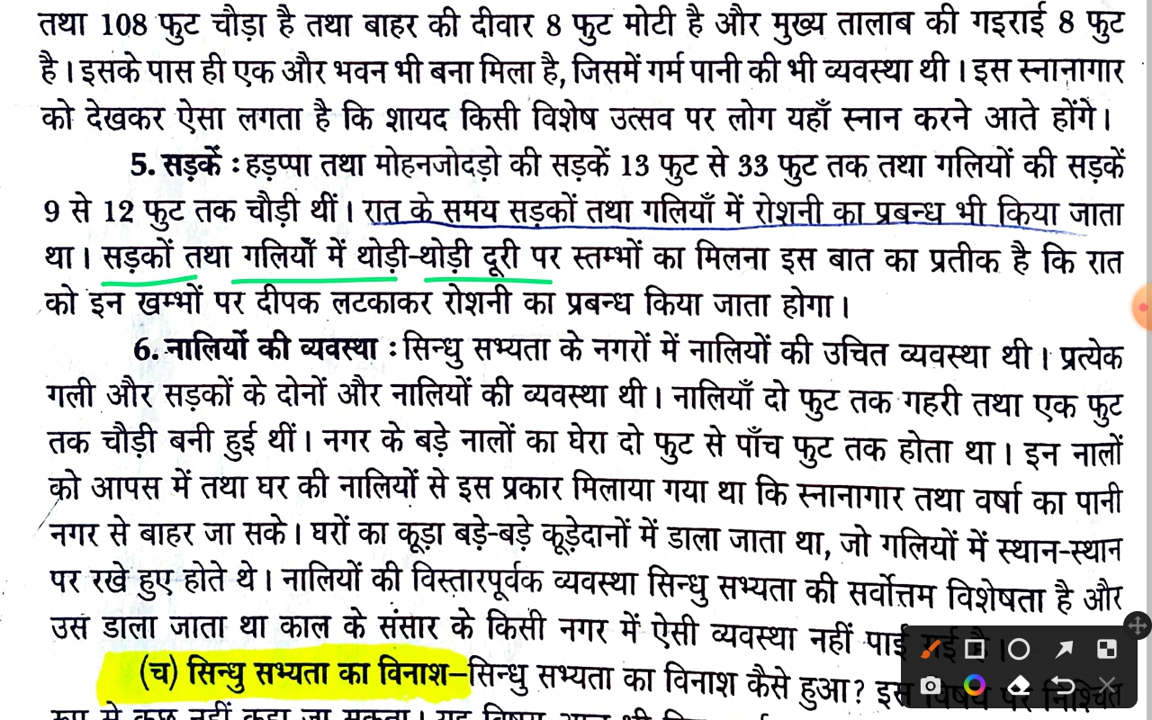 तथा 108 फुट चौड़ा है तथा बाहर की दीवार 8 फुट मोटी है और मुख्य तालाब की गइराई 8 फुट
है। इसके पास ही एक और भवन भी बना मिला है, जिसमें गर्म पानी की भी व्यवस्था थी। इस स्नानागार
को देखकर ऐसा लगता है कि शायद किसी विशेष उत्सव पर लोग यहाँ स्नान करने आते होंगे।
5. सड़कें : हड़प्पा तथा मोहनजोदड़ो की सड़कें 13 फुट से 33 फुट तक तथा गलियों की सड़कें
9 से 12 फुट तक चौड़ी थीं। रात के समय सड़कों तथा गलियाँ में रोशनी का प्रबन्ध भी किया जाता
था। सड़कों तथा गलियों में थोड़ी-थोड़ी दूरी पर स्तम्भों का मिलना इस बात का प्रतीक है कि रात
को इन खम्भों पर दीपक लटकाकर रोशनी का प्रबन्ध किया जाता होगा।
6. नालियों की व्यवस्था : सिन्धु सभ्यता के नगरों में नालियों की उचित व्यवस्था थी। प्रत्येक
गली और सड़कों के दोनों और नालियों की व्यवस्था थी। नालियाँ दो फुट तक गहरी तथा एक फुट
तक चौड़ी बनी हुई थीं। नगर के बड़े नालों का घेरा दो फुट से पाँच फुट तक होता था। इन नालों
को आपस में तथा घर की नालियों से इस प्रकार मिलाया गया था कि स्नानागार तथा वर्षा का पानी
नगर से बाहर जा सके। घरों का कूड़ा बड़े-बड़े कूड़ेदानों में डाला जाता था, जो गलियों में स्थान-स्थान
पर रखे हुए होते थे। नालियों की विस्तारपूर्वक व्यवस्था सिन्धु सभ्यता की सर्वोत्तम विशेषता है और
उस डाला जाता था काल के संसार के किसी नगर में ऐसी व्यवस्था नहीं पाई गई है।
(च) सिन्धु सभ्यता का विनाश–सिन्धु सभ्यता का विनाश कैसे हुआ? इस विषय पर निश्चित